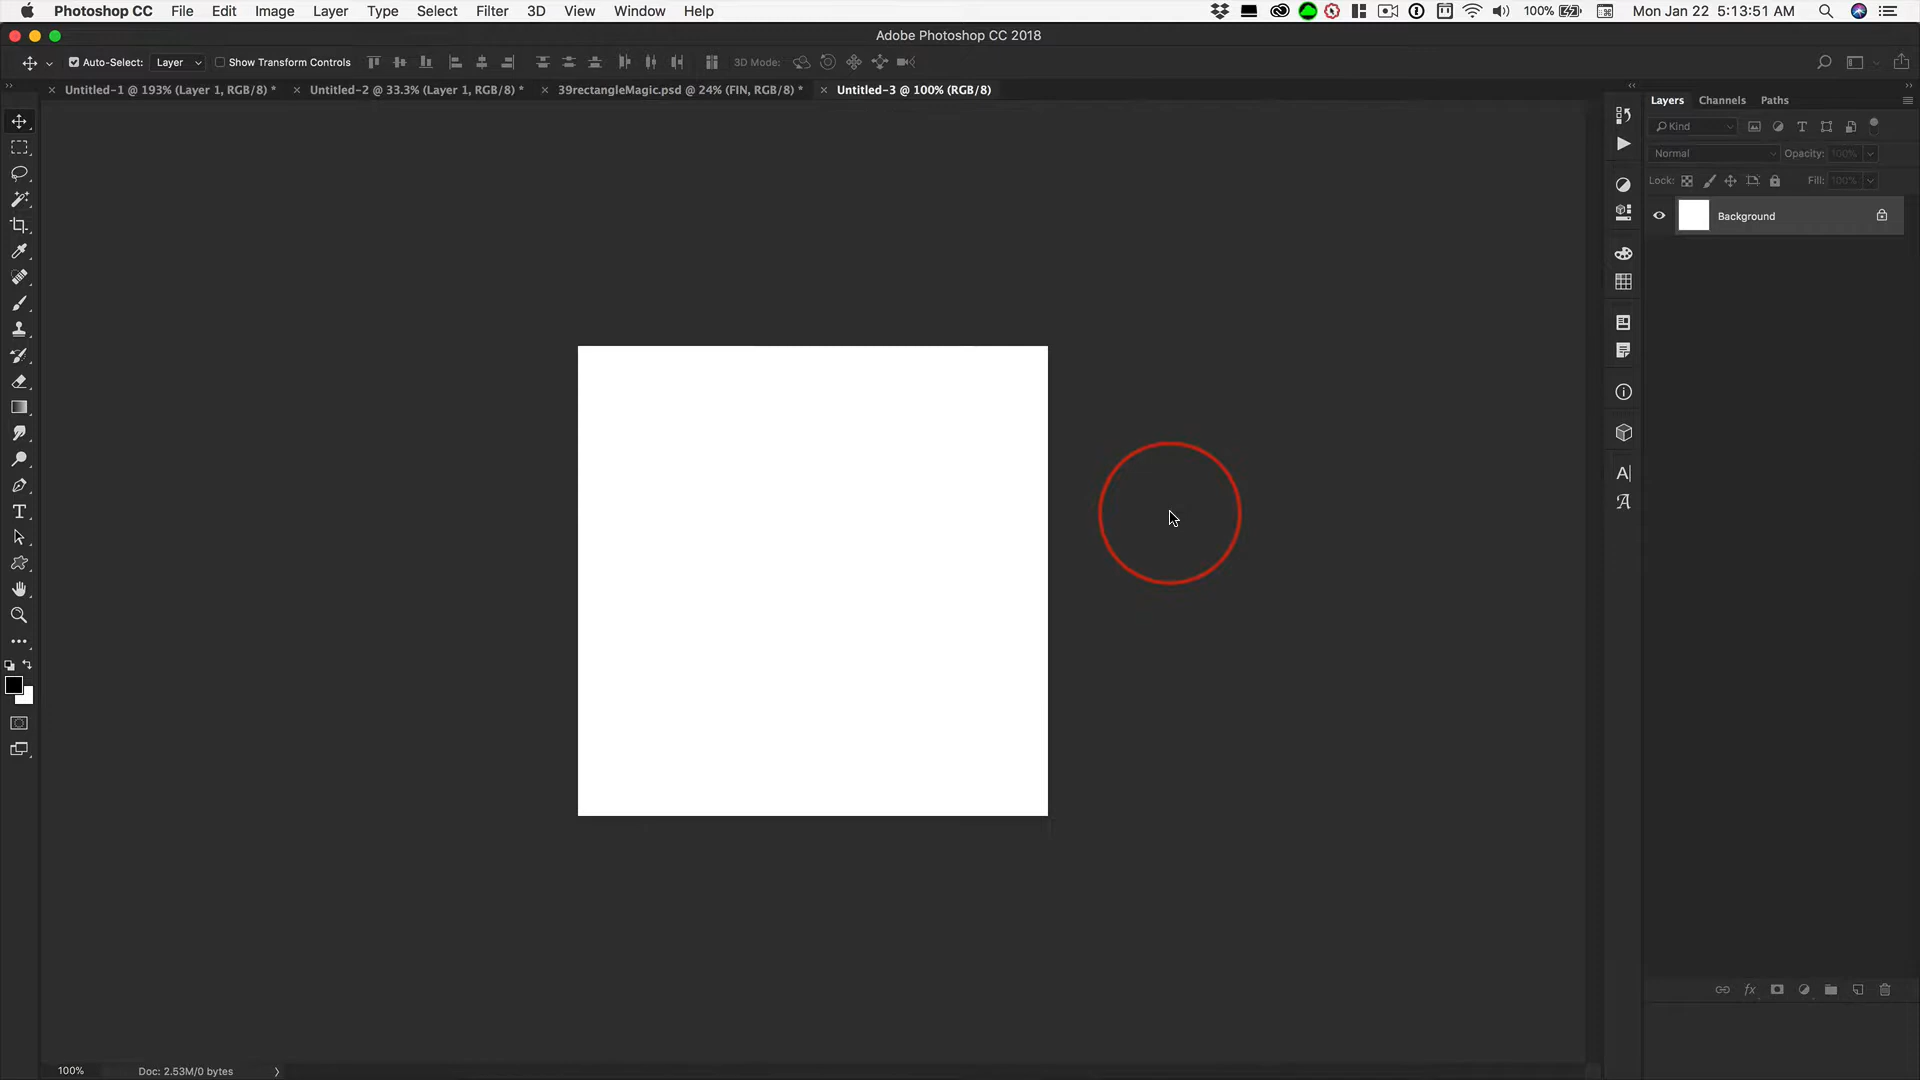 Photoshop CC File Edit Image Layer Type Select Filter 3D View Window Help 100% Mon Jan 22 5:13:51 AM
Adobe Photoshop CC 2018
Auto-Select: Layer Show Transform Controls 3D Mode:
Untitled-1 @ 193% (Layer 1, RGB/8) * Untitled-2 @ 33.3% (Layer 1, RGB/8) * 39rectangleMagic.psd @ 24% (FIN, RGB/8) * Untitled-3 @ 100% (RGB/8)
Layers Channels Paths
Kind
Normal Opacity: 100%
Lock: Fill: 100%
Background
fx
100% Doc: 2.53M/0 bytes